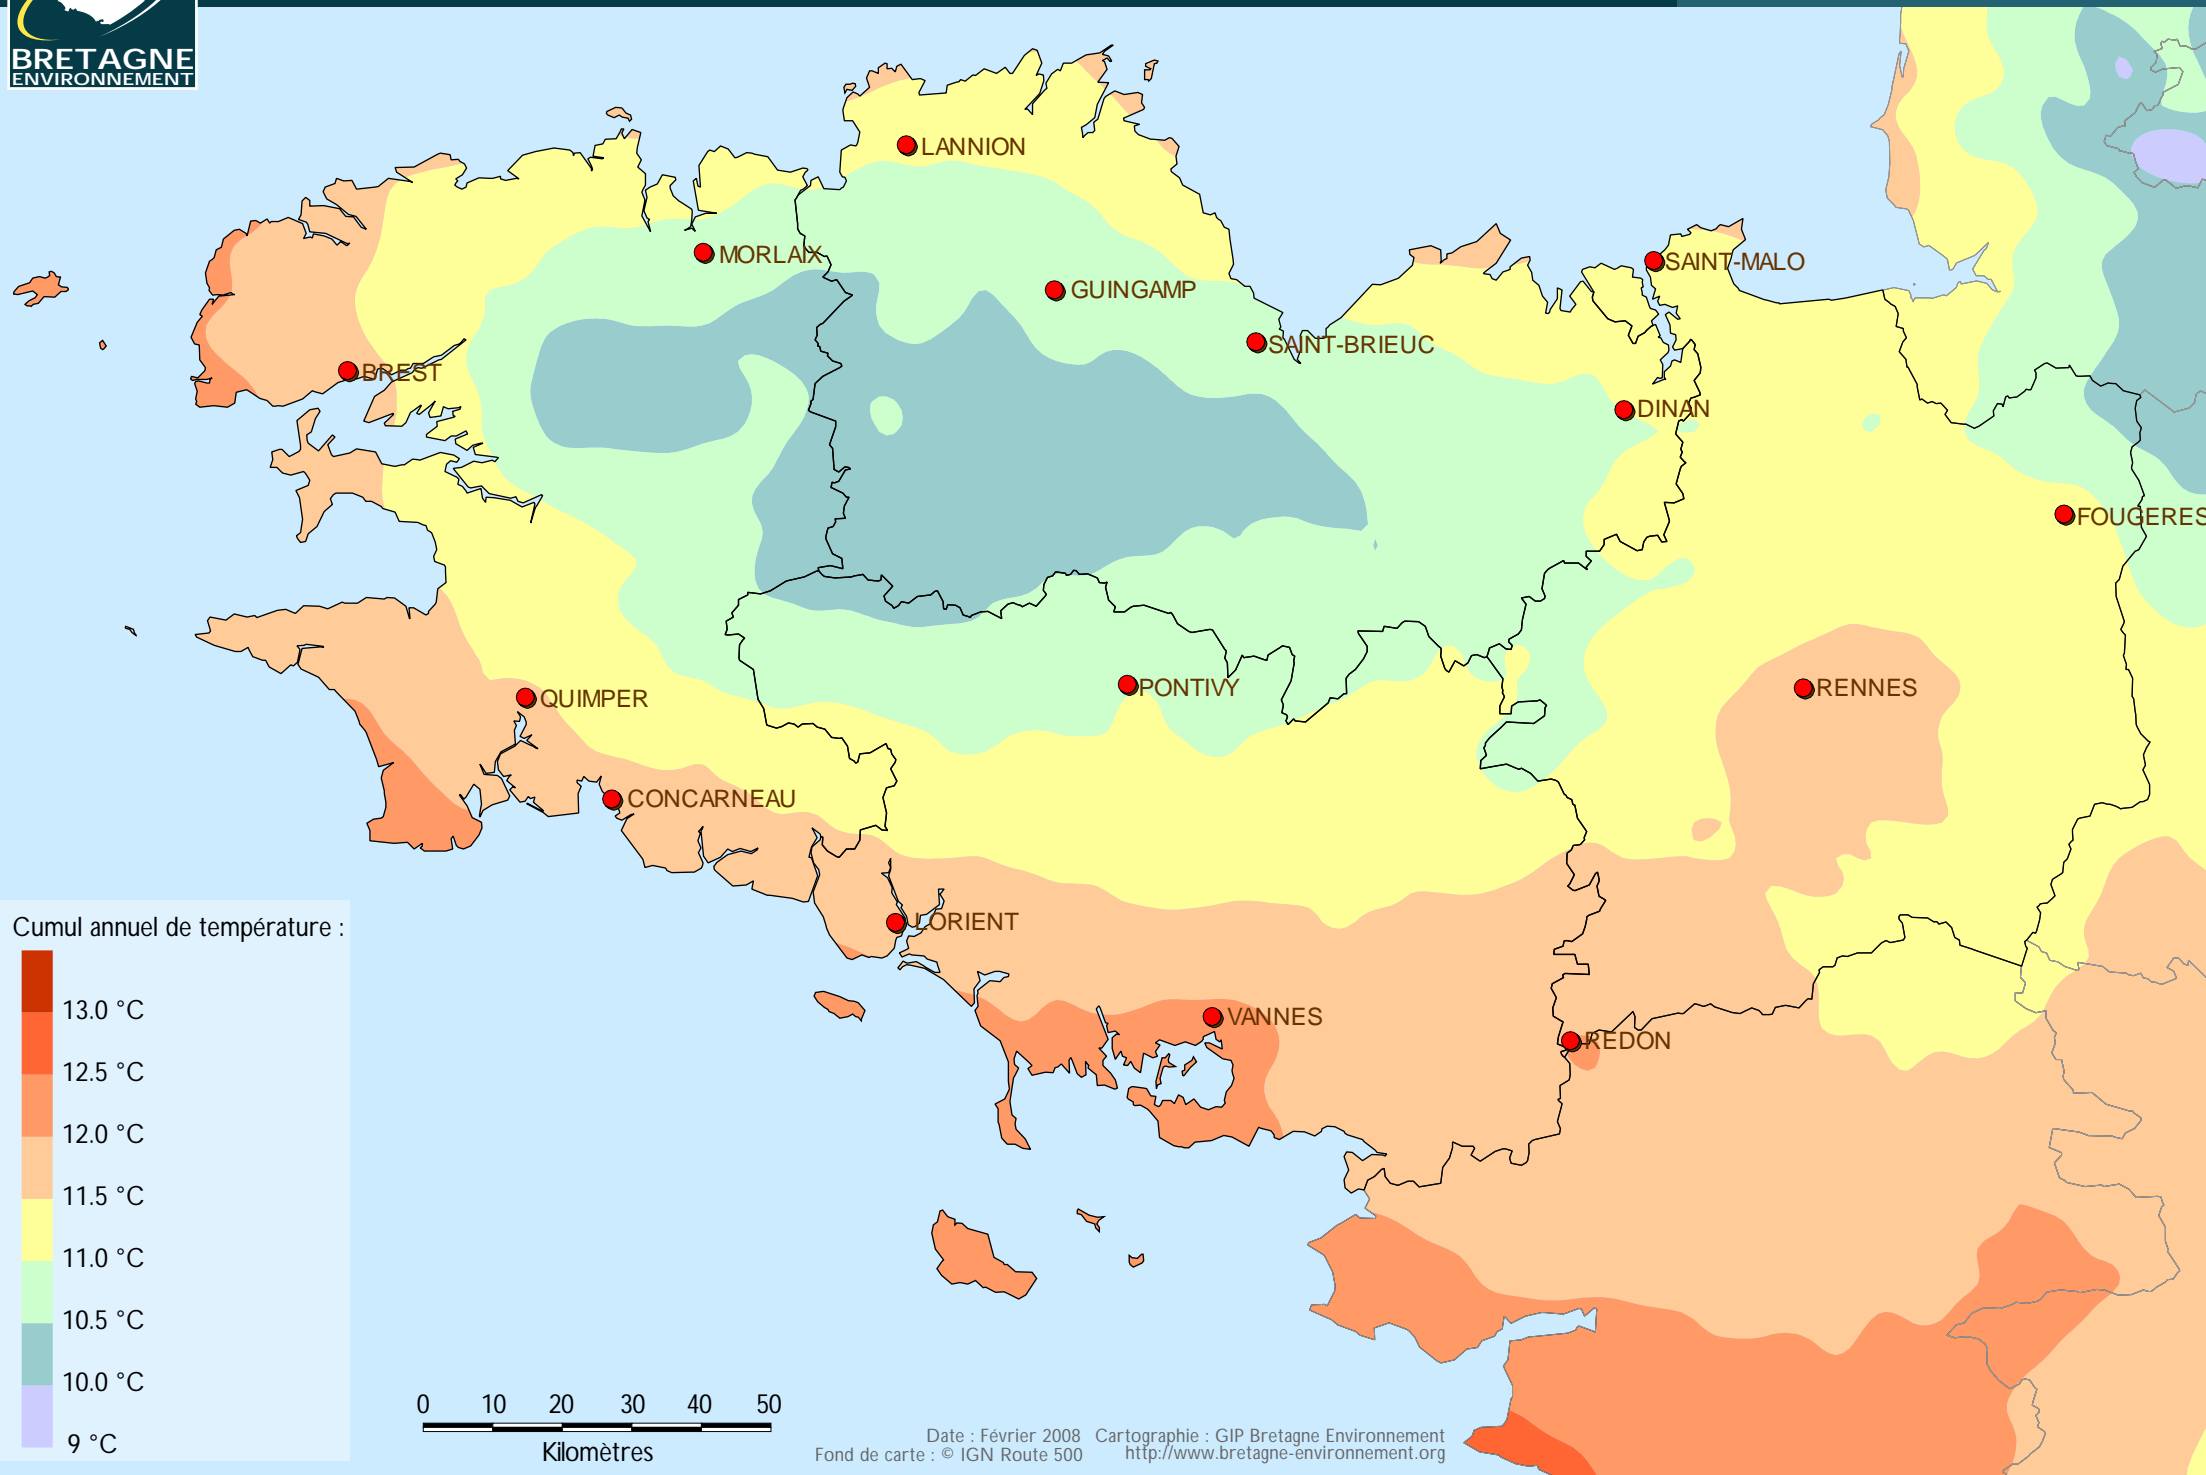 BRETAGNE
ENVIRONNEMENT
LANNION
MORLAIX
GUINGAMP
SAINT-MALO
SAINT-BRIEUC
BREST
DINAN
FOUGERES
QUIMPER
PONTIVY
RENNES
CONCARNEAU
LORIENT
VANNES
REDON
Cumul annuel de température :
13.0 °C
12.5 °C
12.0 °C
11.5 °C
11.0 °C
10.5 °C
10.0 °C
9 °C
0 10 20 30 40 50
Kilomètres
Date : Février 2008 Cartographie : GIP Bretagne Environnement
Fond de carte : © IGN Route 500 http://www.bretagne-environnement.org